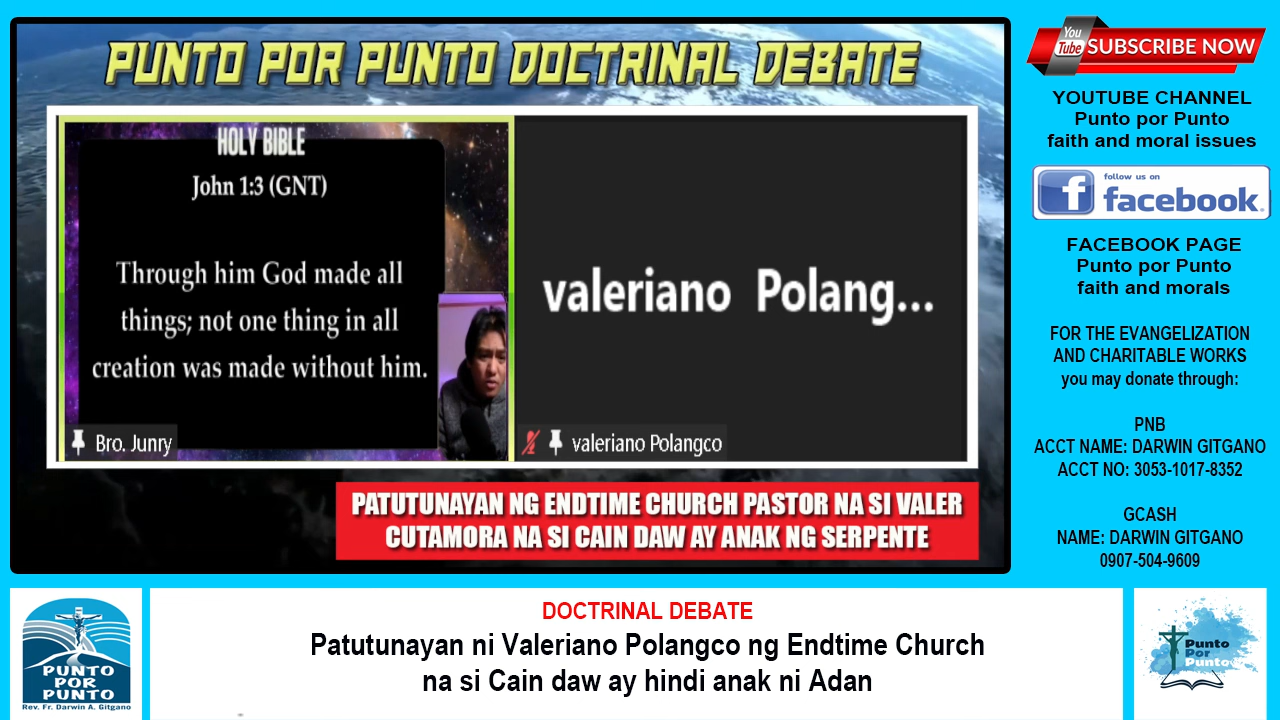 PUNTO POR PUNTO DOCTRINAL DEBATE
HOLY BIBLE
John 1:3 (GNT)
Through him God made all
things; not one thing in all
creation was made without him.
Bro. Junry
valeriano Polang...
valeriano Polangco
PATUTUNAYAN NG ENDTIME CHURCH PASTOR NA SI VALER
CUTAMORA NA SI CAIN DAW AY ANAK NG SERPENTE
You
Tube SUBSCRIBE NOW
YOUTUBE CHANNEL
Punto por Punto
faith and moral issues
follow us on
facebook
FACEBOOK PAGE
Punto por Punto
faith and morals
FOR THE EVANGELIZATION
AND CHARITABLE WORKS
you may donate through:
PNB
ACCT NAME: DARWIN GITGANO
ACCT NO: 3053-1017-8352
GCASH
NAME: DARWIN GITGANO
0907-504-9609
PUNTO
POR
PUNTO
Rev. Fr. Darwin A. Gitgano
DOCTRINAL DEBATE
Patutunayan ni Valeriano Polangco ng Endtime Church
na si Cain daw ay hindi anak ni Adan
Punto
Por
Punto